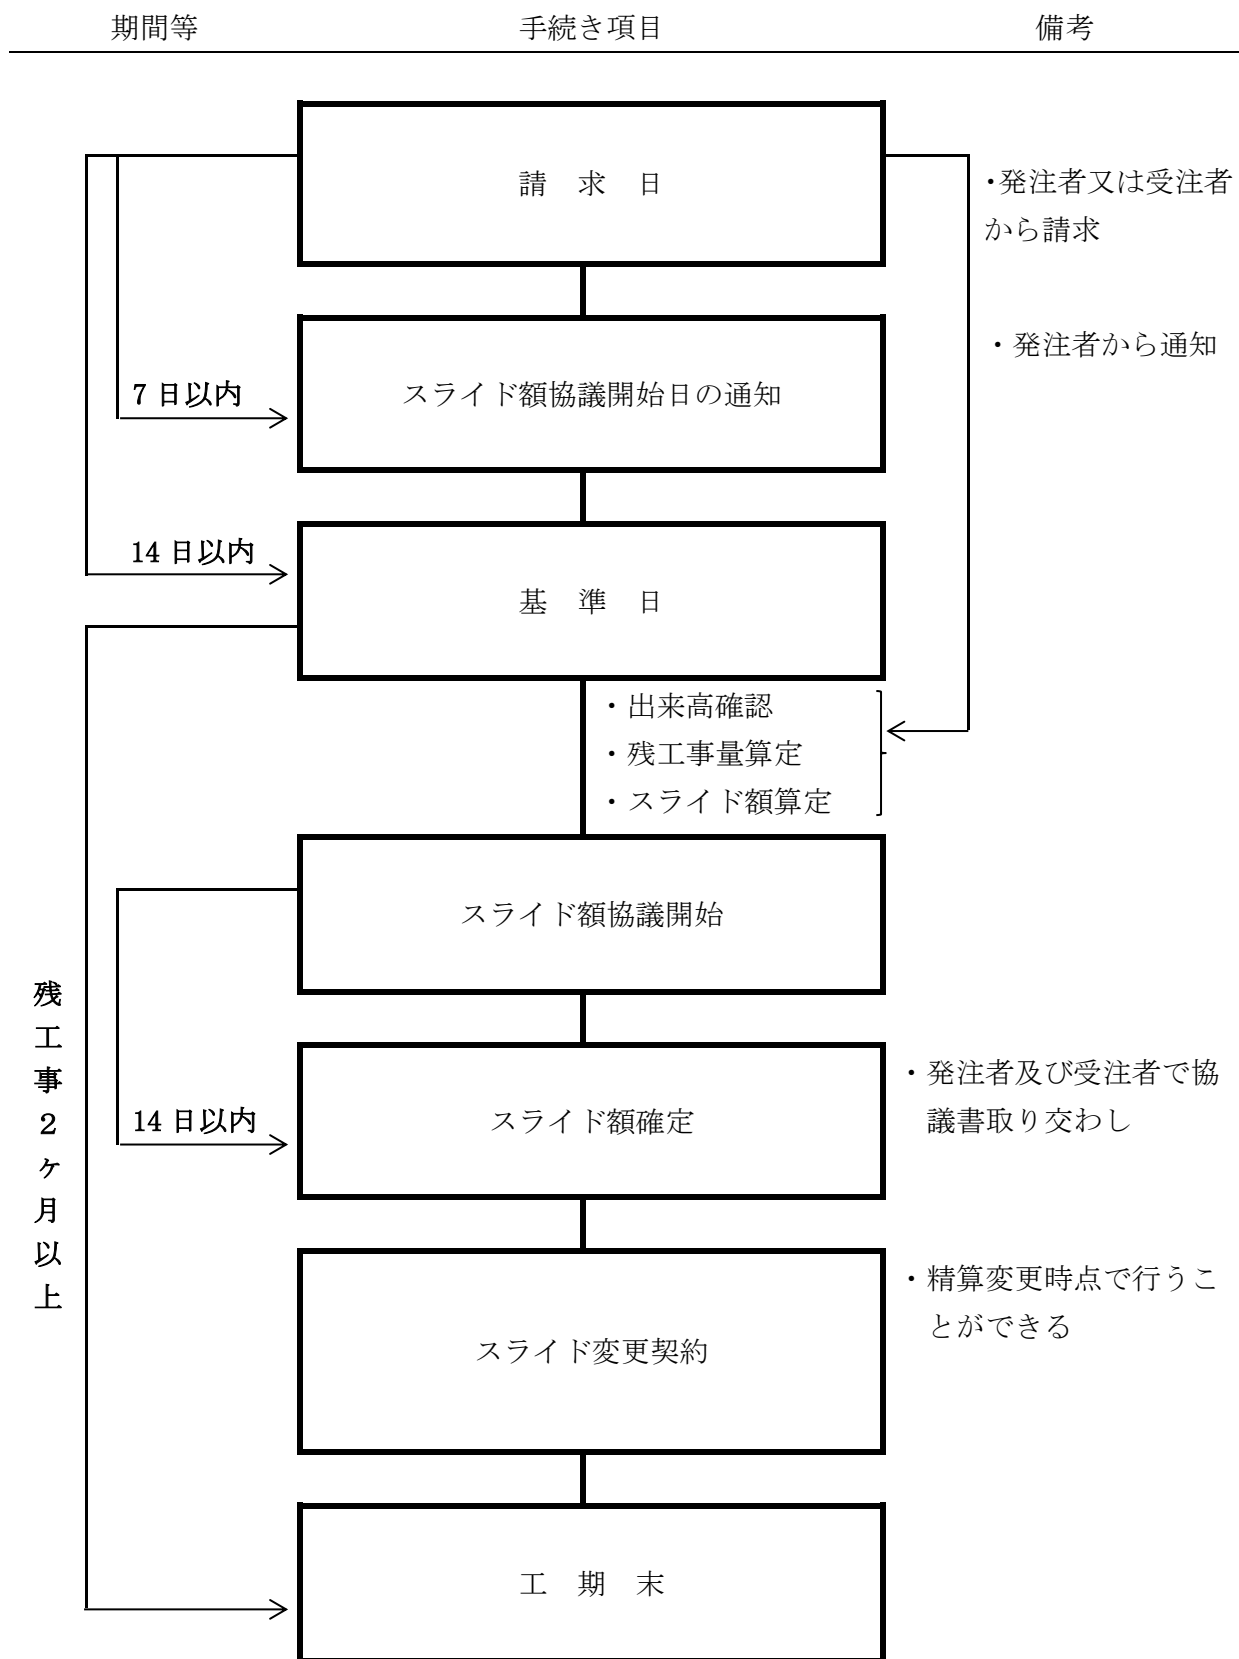 期間等 手続き項目 備考
請 求 日
・発注者又は受注者
から請求
・発注者から通知
7 日以内
スライド額協議開始日の通知
14 日以内
基 準 日
・出来高確認
・残工事量算定
・スライド額算定
スライド額協議開始
残工事2ヶ月以上
・発注者及び受注者で協
議書取り交わし
14 日以内
スライド額確定
・精算変更時点で行うこ
とができる
スライド変更契約
工 期 末